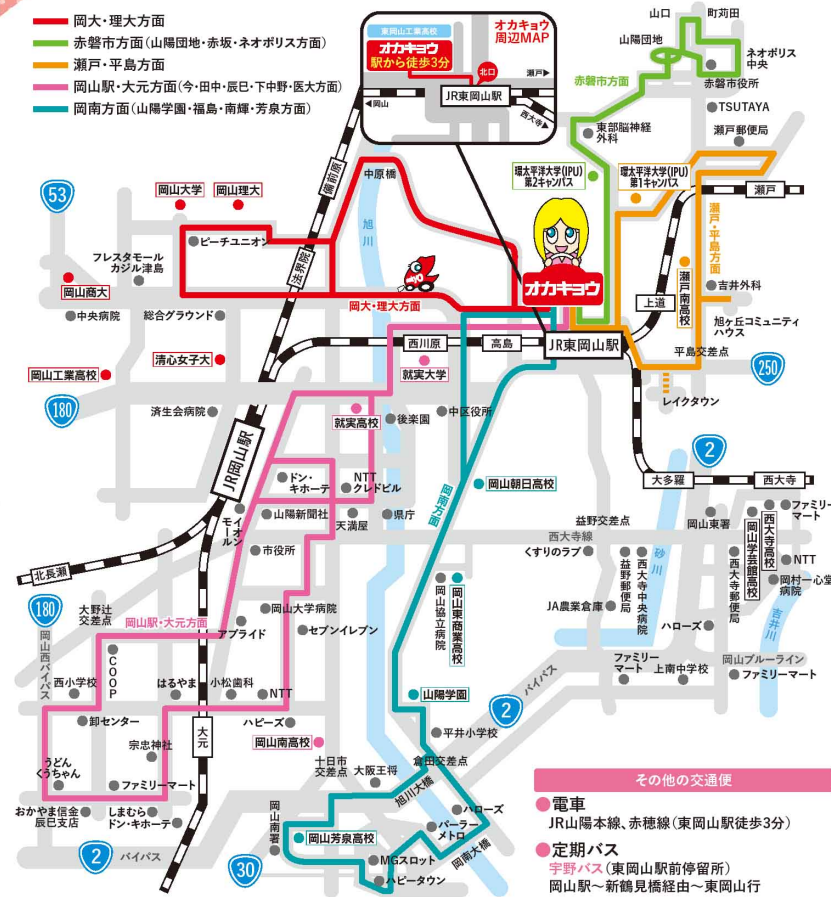 岡大・理大方面
赤磐市方面(山陽団地・赤坂・ネオポリス方面)
瀬戸・平島方面
岡山駅・大元方面(今・田中・辰巳・下中野・医大方面)
岡南方面(山陽学園・福島・南輝・芳泉方面)
東岡山工業高校
オカキョウ
駅から徒歩3分
オカキョウ
周辺MAP
北口
瀬戸▶
JR東岡山駅
◀岡山
西大寺▶
山口
町苅田
山陽団地
ネオポリス
中央
赤磐市方面
赤磐市役所
TSUTAYA
瀬戸郵便局
東部脳神経
外科
環太平洋大学(IPU)
第2キャンパス
環太平洋大学(IPU)
第1キャンパス
瀬戸
瀬戸・平島方面
瀬戸南高校
吉井外科
上道
旭ヶ丘コミュニティ
ハウス
平島交差点
250
レイクタウン
53
岡山大学
岡山理大
備前原
中原橋
旭川
ピーチユニオン
フレスタモール
カジル津島
法界院
岡山商大
中央病院
総合グラウンド
岡大・理大方面
オカキョウ
清心女子大
岡山工業高校
180
済生会病院
西川原
高島
JR東岡山駅
就実大学
就実高校
後楽園
中区役所
JR岡山駅
ドン・
キホーテ
NTT
クレドビル
岡山朝日高校
岡南方面
山陽新聞社
天満屋
県庁
イオン
モール
市役所
北長瀬
2
大多羅
西大寺
益野交差点
西大寺線
くすりのラブ
岡山東署
ファミリー
マート
西大寺高校
岡山学芸館高校
NTT
岡村一心堂
病院
西大寺郵便局
砂川
益野郵便局
西大寺中央病院
JA農業倉庫
ハローズ
吉井川
岡山ブルーライン
ファミリー
マート
上南中学校
ファミリーマート
180
大野辻
交差点
岡山駅・大元方面
岡山大学病院
アプライド
セブンイレブン
岡山協立病院
岡山東商業高校
岡山西バイパス
西小学校
COOP
はるやま
小松歯科
NTT
山陽学園
2
バイパス
卸センター
大元
ハピーズ
岡山南高校
平井小学校
宗忠神社
うどん
くうちゃん
ファミリーマート
十日市
交差点
大阪王将
倉田交差点
旭川大橋
おかやま信金
辰巳支店
しまむら
ドン・キホーテ
岡山南署
ハローズ
パーラー
メトロ
岡南大橋
岡山芳泉高校
2
バイパス
30
MGスロット
ハピータウン
その他の交通便
電車
JR山陽本線、赤穂線(東岡山駅徒歩3分)
定期バス
宇野バス(東岡山駅前停留所)
岡山駅〜新鶴見橋経由〜東岡山行